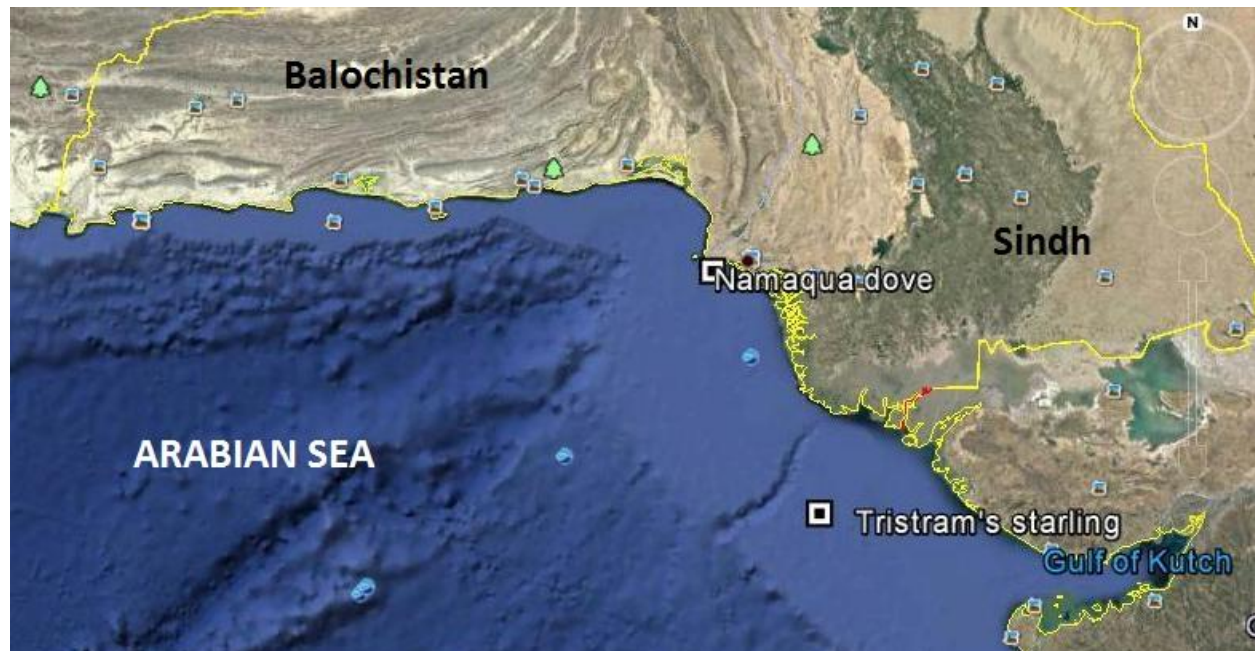 N
Balochistan
Sindh
Namaqua dove
ARABIAN SEA
Tristram's starling
Gulf of Kutch